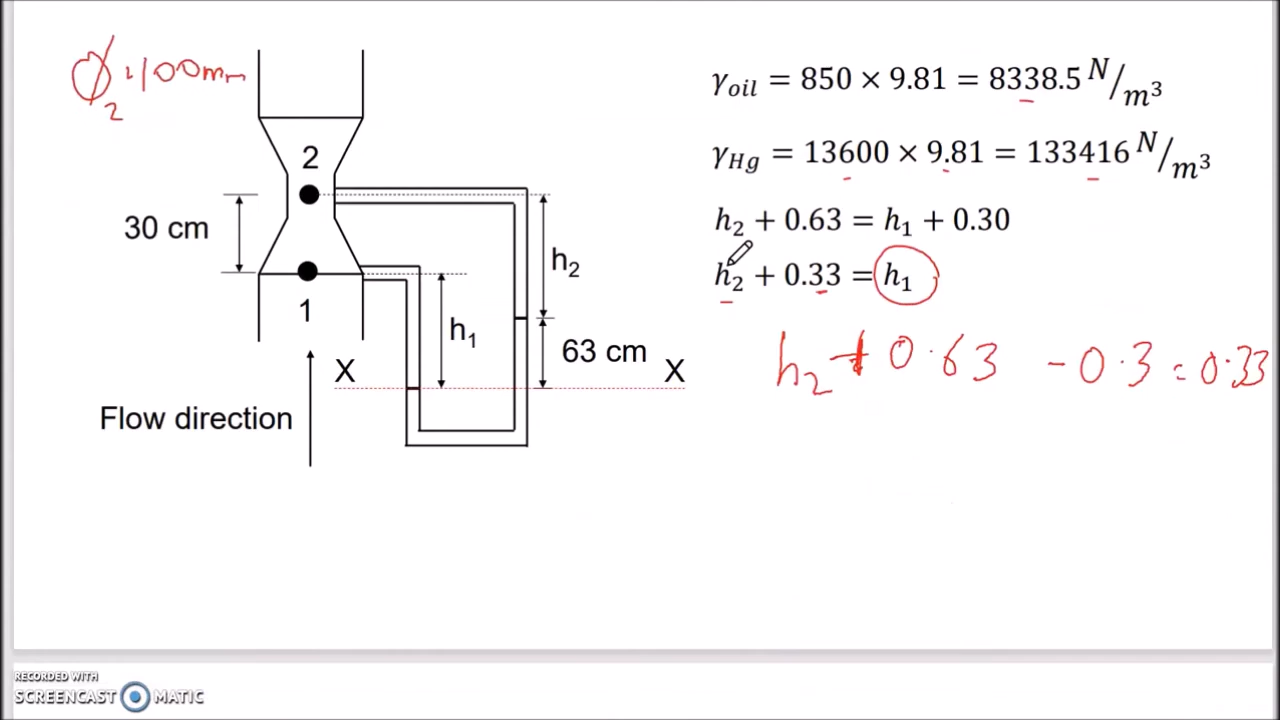 ∅₂ = 100mm
2
30 cm
h₂
1
h₁
63 cm
X X
Flow direction
γₒᵢₗ = 850 × 9.81 = 8338.5 N/m³
γHg = 13600 × 9.81 = 133416 N/m³
h₂ + 0.63 = h₁ + 0.30
h₂ + 0.33 = h₁
h₂ + 0.63 - 0.3 = 0.33
RECORDED WITH
SCREENCAST MATIC